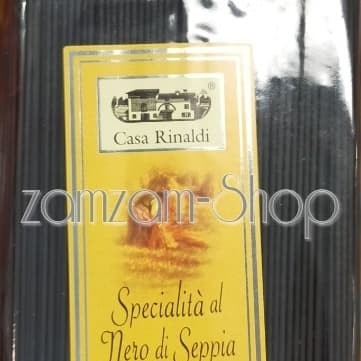 ®
Casa Rinaldi
zamzam-Shop
Specialità al
Nero di Seppia